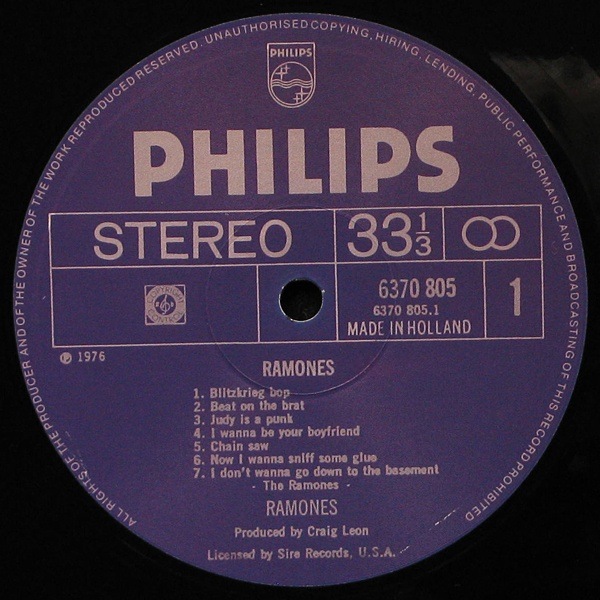 ALL RIGHTS OF THE PRODUCER AND OF THE OWNER OF THE WORK REPRODUCED RESERVED. UNAUTHORISED COPYING, HIRING, LENDING, PUBLIC PERFORMANCE AND BROADCASTING OF THIS RECORD PROHIBITED
PHILIPS
PHILIPS
STEREO
33 1/3
COPYRIGHT CONTROL
6370 805
6370 805.1
MADE IN HOLLAND
1
℗ 1976
RAMONES
1. Blitzkrieg bop
2. Beat on the brat
3. Judy is a punk
4. I wanna be your boyfriend
5. Chain saw
6. Now I wanna sniff some glue
7. I don't wanna go down to the basement
- The Ramones -
RAMONES
Produced by Craig Leon
Licensed by Sire Records, U.S.A.